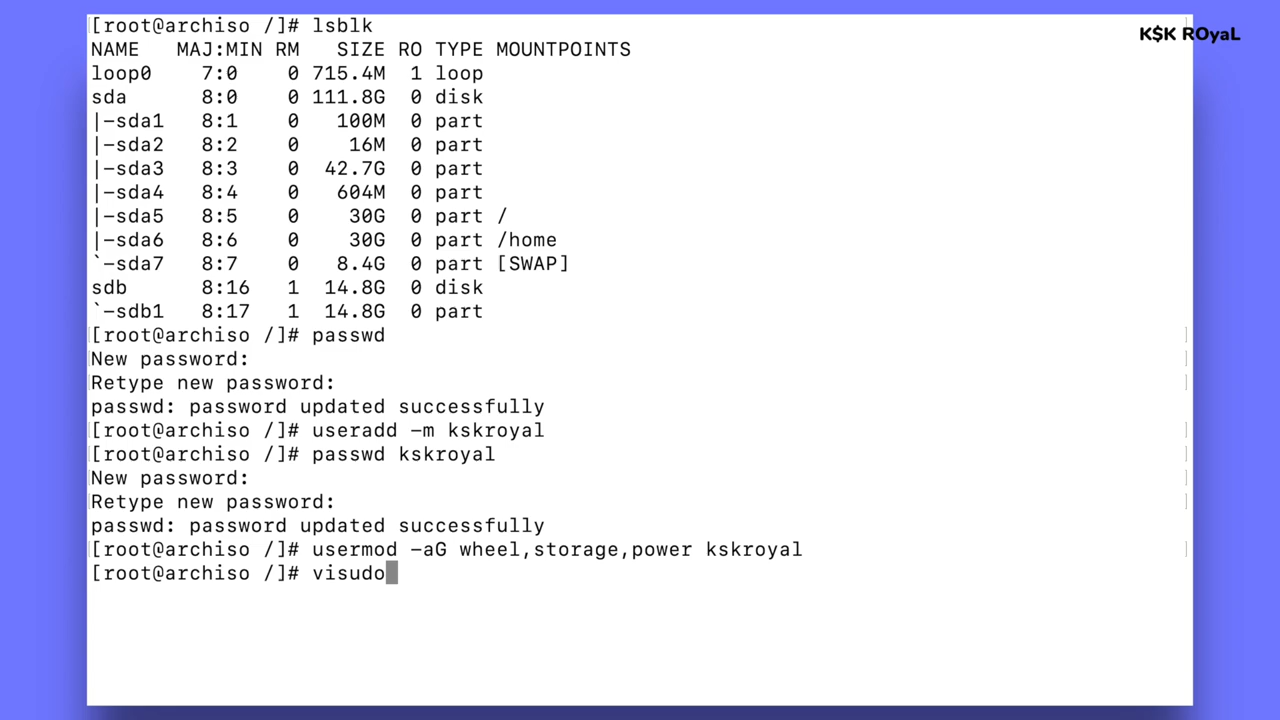 [root@archiso /]# lsblk
NAME   MAJ:MIN RM   SIZE RO TYPE MOUNTPOINTS
loop0    7:0    0 715.4M  1 loop
sda      8:0    0 111.8G  0 disk
|-sda1   8:1    0   100M  0 part
|-sda2   8:2    0    16M  0 part
|-sda3   8:3    0  42.7G  0 part
|-sda4   8:4    0   604M  0 part
|-sda5   8:5    0    30G  0 part /
|-sda6   8:6    0    30G  0 part /home
`-sda7   8:7    0   8.4G  0 part [SWAP]
sdb      8:16   1  14.8G  0 disk
`-sdb1   8:17   1  14.8G  0 part
[root@archiso /]# passwd
New password:
Retype new password:
passwd: password updated successfully
[root@archiso /]# useradd -m kskroyal
[root@archiso /]# passwd kskroyal
New password:
Retype new password:
passwd: password updated successfully
[root@archiso /]# usermod -aG wheel,storage,power kskroyal
[root@archiso /]# visudo
K$K ROyaL